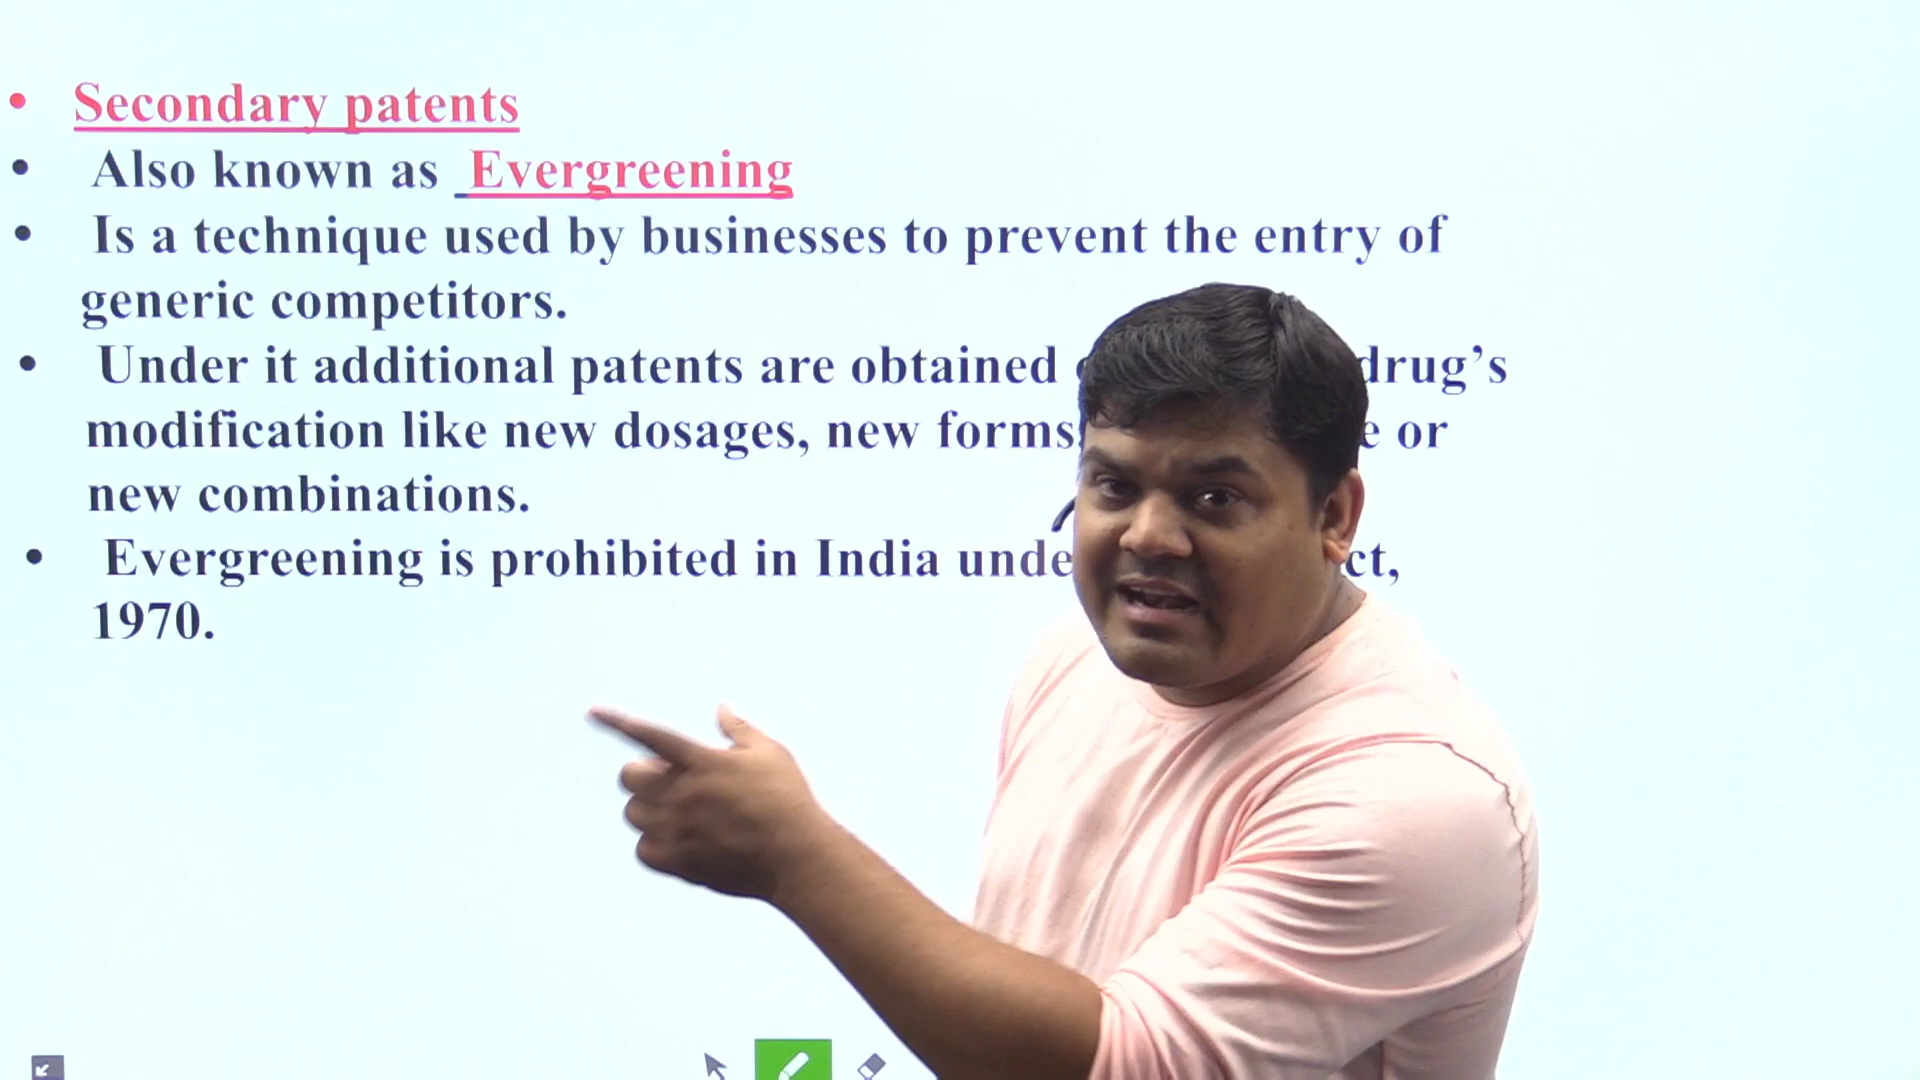 • Secondary patents
• Also known as Evergreening
• Is a technique used by businesses to prevent the entry of
generic competitors.
• Under it additional patents are obtained drug’s
modification like new dosages, new forms or
new combinations.
• Evergreening is prohibited in India
1970.